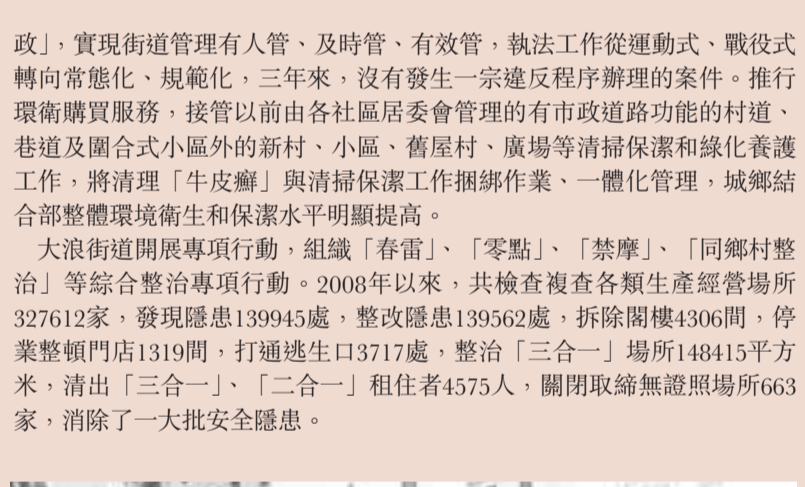 政」，實現街道管理有人管、及時管、有效管，執法工作從運動式、戰役式
轉向常態化、規範化，三年來，沒有發生一宗違反程序辦理的案件。推行
環衛購買服務，接管以前由各社區居委會管理的有市政道路功能的村道、
巷道及圍合式小區外的新村、小區、舊屋村、廣場等清掃保潔和綠化養護
工作，將清理「牛皮癬」與清掃保潔工作捆綁作業、一體化管理，城鄉結
合部整體環境衛生和保潔水平明顯提高。
大浪街道開展專項行動，組織「春雷」、「零點」、「禁摩」、「同鄉村整
治」等綜合整治專項行動。2008年以來，共檢查複查各類生產經營場所
327612家，發現隱患139945處，整改隱患139562處，拆除閣樓4306間，停
業整頓門店1319間，打通逃生口3717處，整治「三合一」場所148415平方
米，清出「三合一」、「二合一」租住者4575人，關閉取締無證照場所663
家，消除了一大批安全隱患。